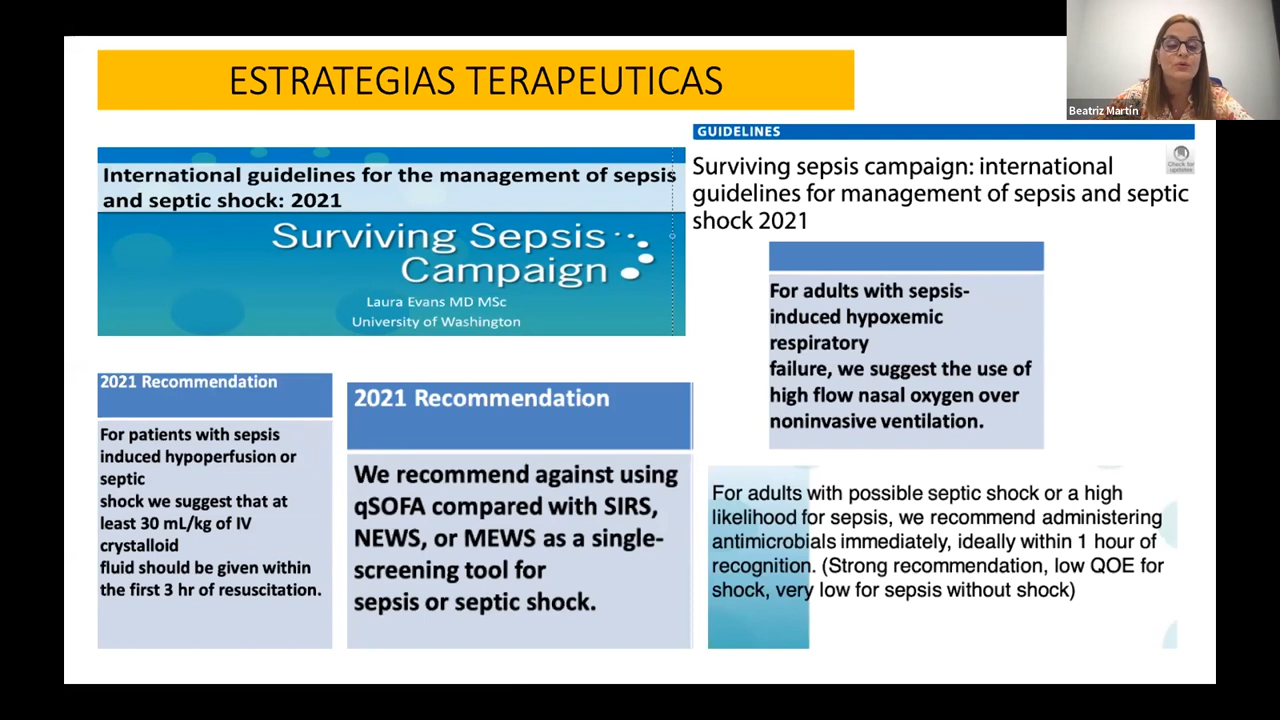 ESTRATEGIAS TERAPEUTICAS
Beatriz Martín
International guidelines for the management of sepsis
and septic shock: 2021
Surviving Sepsis
Campaign
Laura Evans MD MSc
University of Washington
GUIDELINES
Surviving sepsis campaign: international
guidelines for management of sepsis and septic
shock 2021
Check for
updates
For adults with sepsis-
induced hypoxemic
respiratory
failure, we suggest the use of
high flow nasal oxygen over
noninvasive ventilation.
2021 Recommendation
For patients with sepsis
induced hypoperfusion or
septic
shock we suggest that at
least 30 mL/kg of IV
crystalloid
fluid should be given within
the first 3 hr of resuscitation.
2021 Recommendation
We recommend against using
qSOFA compared with SIRS,
NEWS, or MEWS as a single-
screening tool for
sepsis or septic shock.
For adults with possible septic shock or a high
likelihood for sepsis, we recommend administering
antimicrobials immediately, ideally within 1 hour of
recognition. (Strong recommendation, low QOE for
shock, very low for sepsis without shock)